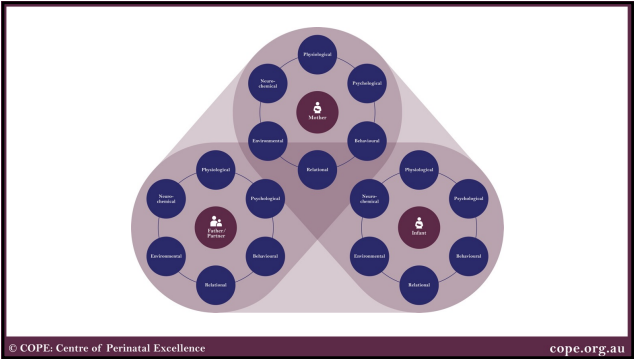 Physiological
Neuro-
chemical
Psychological
Mother
Environmental
Behavioural
Relational
Physiological
Neuro-
chemical
Psychological
Father/
Partner
Environmental
Behavioural
Relational
Physiological
Neuro-
chemical
Psychological
Infant
Environmental
Behavioural
Relational
© COPE: Centre of Perinatal Excellence
cope.org.au